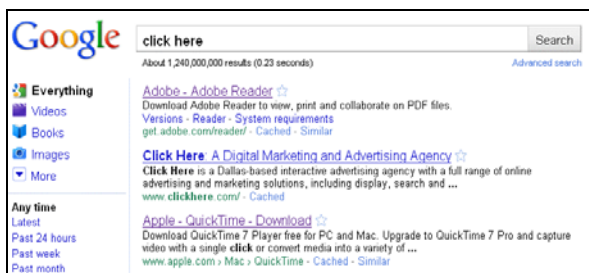 Google
click here
Search
About 1,240,000,000 results (0.23 seconds)
Advanced search
Everything
Videos
Books
Images
More
Any time
Latest
Past 24 hours
Past week
Past month
Adobe - Adobe Reader
Download Adobe Reader to view, print and collaborate on PDF files.
Versions - Reader - System requirements
get.adobe.com/reader/ - Cached - Similar
Click Here: A Digital Marketing and Advertising Agency
Click Here is a Dallas-based interactive advertising agency with a full range of online
advertising and marketing solutions, including display, search and ...
www.clickhere.com/ - Cached
Apple - QuickTime - Download
Download QuickTime 7 Player free for PC and Mac. Upgrade to QuickTime 7 Pro and capture
video with a single click or convert media into a variety of ...
www.apple.com › Mac › QuickTime - Cached - Similar